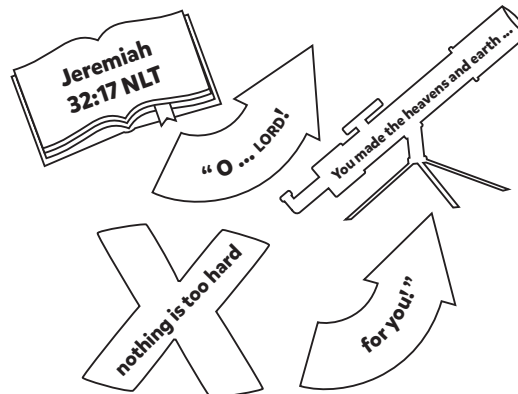 Jeremiah
32:17 NLT
“ O ... LORD!
You made the heavens and earth ...
nothing is too hard
for you!”